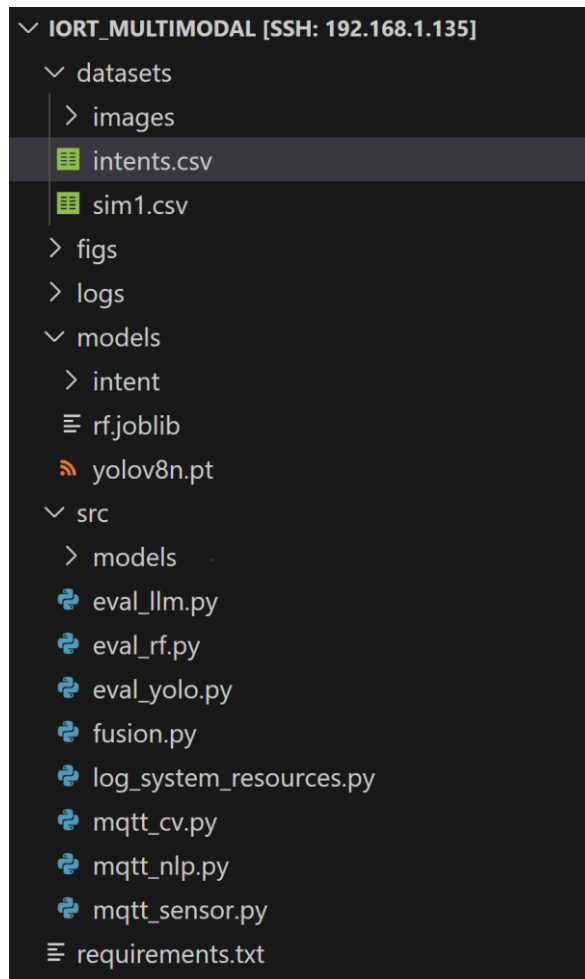 IORT_MULTIMODAL [SSH: 192.168.1.135]
datasets
images
intents.csv
sim1.csv
figs
logs
models
intent
rf.joblib
yolov8n.pt
src
models
eval_llm.py
eval_rf.py
eval_yolo.py
fusion.py
log_system_resources.py
mqtt_cv.py
mqtt_nlp.py
mqtt_sensor.py
requirements.txt